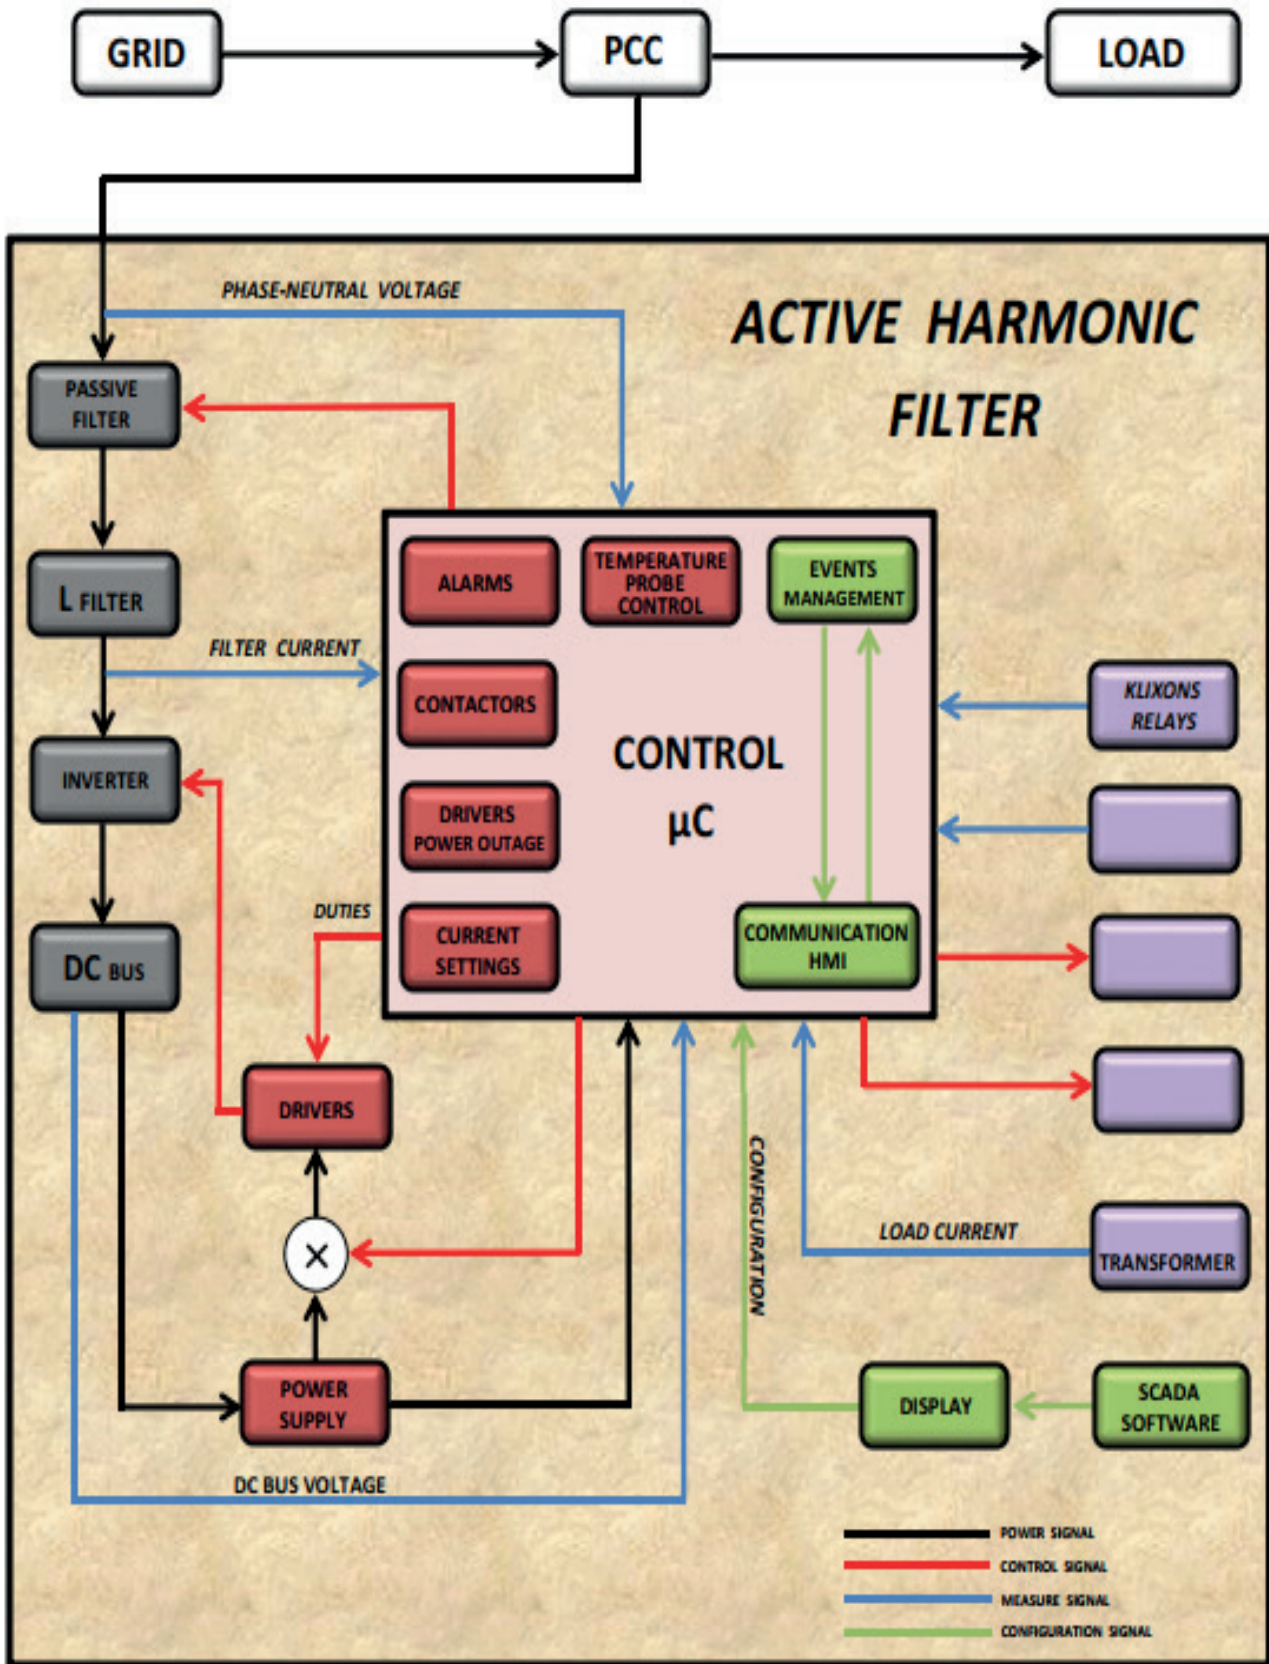 GRID
PCC
LOAD
PHASE-NEUTRAL VOLTAGE
ACTIVE HARMONIC
FILTER
PASSIVE
FILTER
L FILTER
FILTER CURRENT
INVERTER
DC BUS
ALARMS
TEMPERATURE
PROBE
CONTROL
EVENTS
MANAGEMENT
CONTACTORS
CONTROL
µC
DRIVERS
POWER OUTAGE
CURRENT
SETTINGS
COMMUNICATION
HMI
KLIXONS
RELAYS
DUTIES
DRIVERS
×
POWER
SUPPLY
DC BUS VOLTAGE
CONFIGURATION
LOAD CURRENT
TRANSFORMER
DISPLAY
SCADA
SOFTWARE
POWER SIGNAL
CONTROL SIGNAL
MEASURE SIGNAL
CONFIGURATION SIGNAL